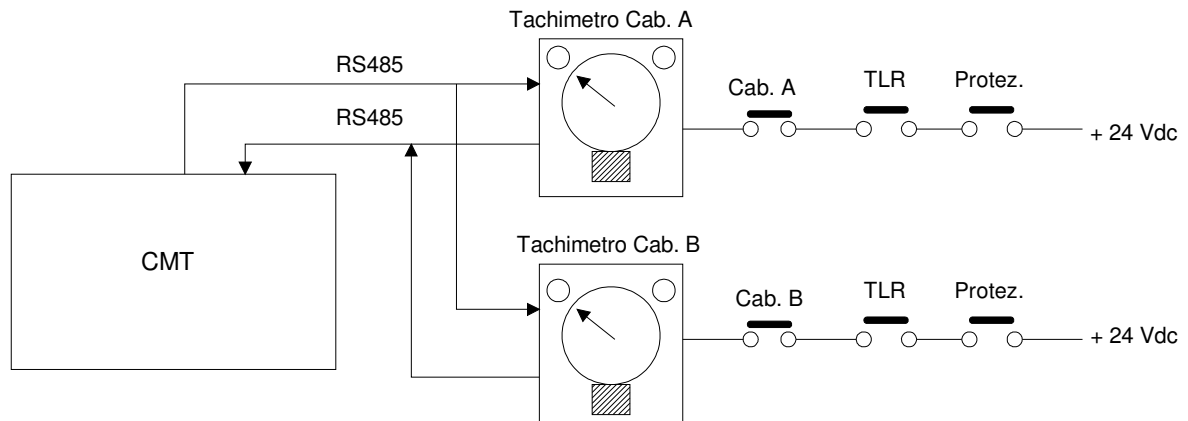 Tachimetro Cab. A
RS485
RS485
Cab. A
TLR
Protez.
+ 24 Vdc
CMT
Tachimetro Cab. B
Cab. B
TLR
Protez.
+ 24 Vdc